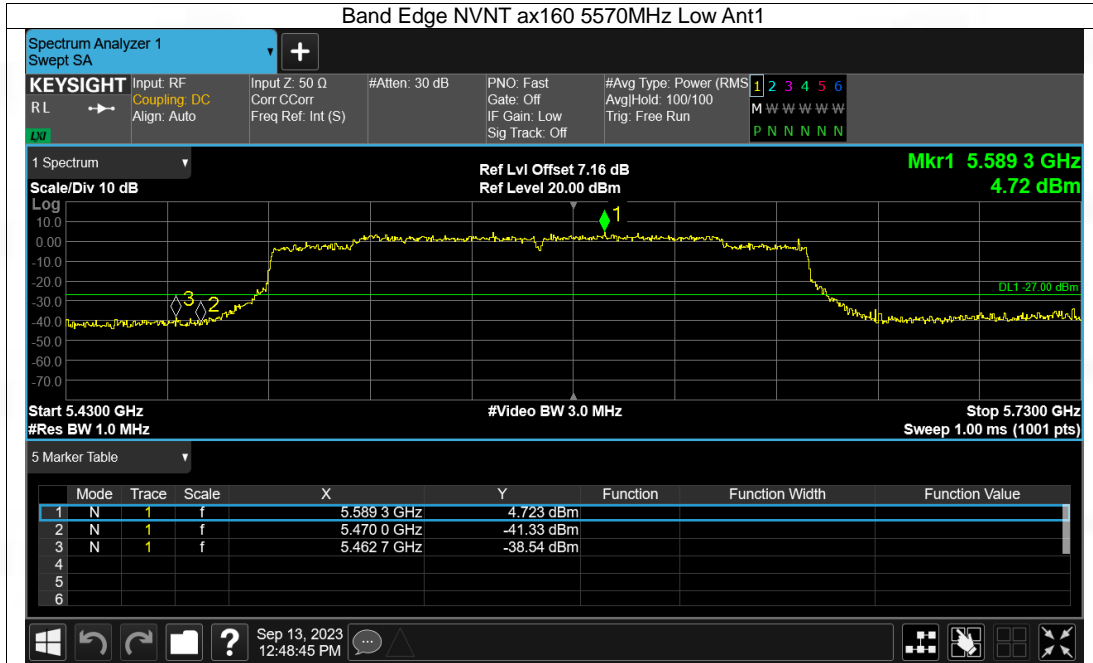 Band Edge NVNT ax160 5570MHz Low Ant1
Spectrum Analyzer 1
Swept SA
+
KEYSIGHT Input: RF Input Z: 50 Ω #Atten: 30 dB PNO: Fast #Avg Type: Power (RMS 1 2 3 4 5 6
RL Coupling: DC Corr CCorr Gate: Off Avg|Hold: 100/100 M W W W W W
Align: Auto Freq Ref: Int (S) IF Gain: Low Trig: Free Run
LXI Sig Track: Off P N N N N N
1 Spectrum Ref Lvl Offset 7.16 dB Mkr1 5.589 3 GHz
Scale/Div 10 dB Ref Level 20.00 dBm 4.72 dBm
Log
1
10.0
0.00
-10.0
-20.0
DL1 -27.00 dBm
-30.0
3 2
-40.0
-50.0
-60.0
-70.0
Start 5.4300 GHz #Video BW 3.0 MHz Stop 5.7300 GHz
#Res BW 1.0 MHz Sweep 1.00 ms (1001 pts)
5 Marker Table
Mode Trace Scale X Y Function Function Width Function Value
1 N 1 f 5.589 3 GHz 4.723 dBm
2 N 1 f 5.470 0 GHz -41.33 dBm
3 N 1 f 5.462 7 GHz -38.54 dBm
4
5
6
? Sep 13, 2023
12:48:45 PM